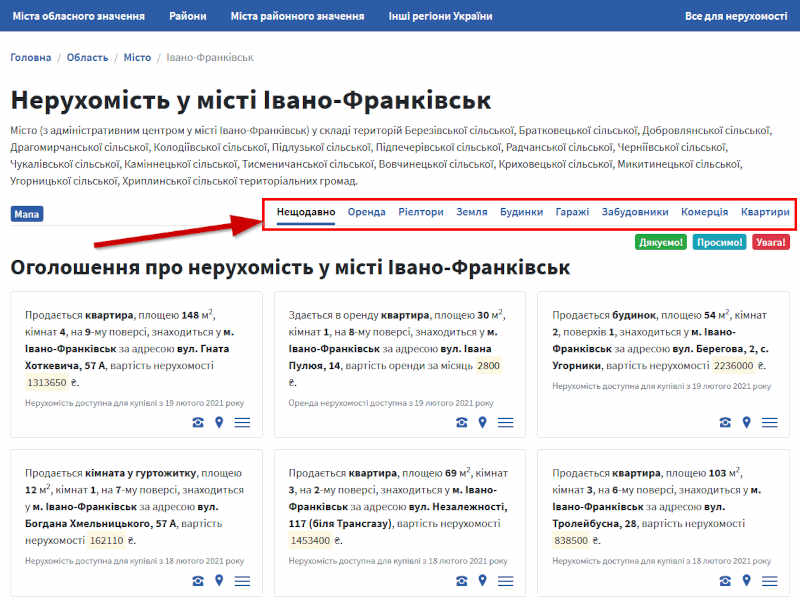 Міста обласного значення Райони Міста районного значення Інші регіони України Все для нерухомості
Головна / Область / Місто / Івано-Франківськ
Нерухомість у місті Івано-Франківськ
Місто (з адміністративним центром у місті Івано-Франківськ) у складі територій Березівської сільської, Братковецької сільської, Добровлянської сільської,
Драгомирчанської сільської, Колодіївської сільської, Підлузької сільської, Підпечерівської сільської, Радчанської сільської, Черніївської сільської,
Чукалівської сільської, Камінецької сільської, Тисменичанської сільської, Вовчинецької сільської, Криховецької сільської, Микитинецької сільської,
Угорницької сільської, Хриплинської сільської територіальних громад.
Мапа
Нещодавно Оренда Рієлтори Земля Будинки Гаражі Забудовники Комерція Квартири
Дякуємо! Просимо! Увага!
Оголошення про нерухомість у місті Івано-Франківськ
Продається квартира, площею 148 м²,
кімнат 4, на 9-му поверсі, знаходиться у м.
Івано-Франківськ за адресою вул. Гната
Хоткевича, 57 А, вартість нерухомості
1313650 ₴.
Нерухомість доступна для купівлі з 19 лютого 2021 року
Здається в оренду квартира, площею 30 м²,
кімнат 1, на 8-му поверсі, знаходиться у м.
Івано-Франківськ за адресою вул. Івана
Пулюя, 14, вартість оренди за місяць 2800
₴.
Оренда нерухомості доступна з 19 лютого 2021 року
Продається будинок, площею 54 м², кімнат
2, поверхів 1, знаходиться у м. Івано-
Франківськ за адресою вул. Берегова, 2, с.
Угорники, вартість нерухомості 2236000 ₴.
Нерухомість доступна для купівлі з 19 лютого 2021 року
Продається кімната у гуртожитку, площею
12 м², кімнат 1, на 7-му поверсі, знаходиться
у м. Івано-Франківськ за адресою вул.
Богдана Хмельницького, 57 А, вартість
нерухомості 162110 ₴.
Нерухомість доступна для купівлі з 18 лютого 2021 року
Продається квартира, площею 69 м², кімнат
3, на 2-му поверсі, знаходиться у м. Івано-
Франківськ за адресою вул. Незалежності,
117 (біля Трансгазу), вартість нерухомості
1453400 ₴.
Нерухомість доступна для купівлі з 18 лютого 2021 року
Продається квартира, площею 103 м²,
кімнат 3, на 6-му поверсі, знаходиться у м.
Івано-Франківськ за адресою вул.
Тролейбусна, 28, вартість нерухомості
838500 ₴.
Нерухомість доступна для купівлі з 18 лютого 2021 року